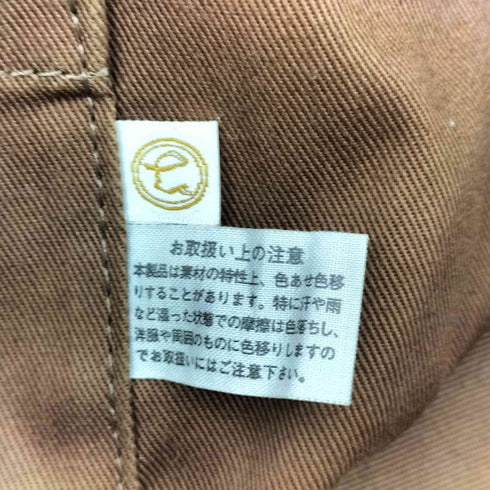 お取扱い上の注意
本製品は素材の特性上、色あせ色移
りすることがあります。特に汗や雨
など湿った状態での摩擦は色落ちし、
洋服や周囲のものに色移りしますの
でお取扱いにはご注意下さい。